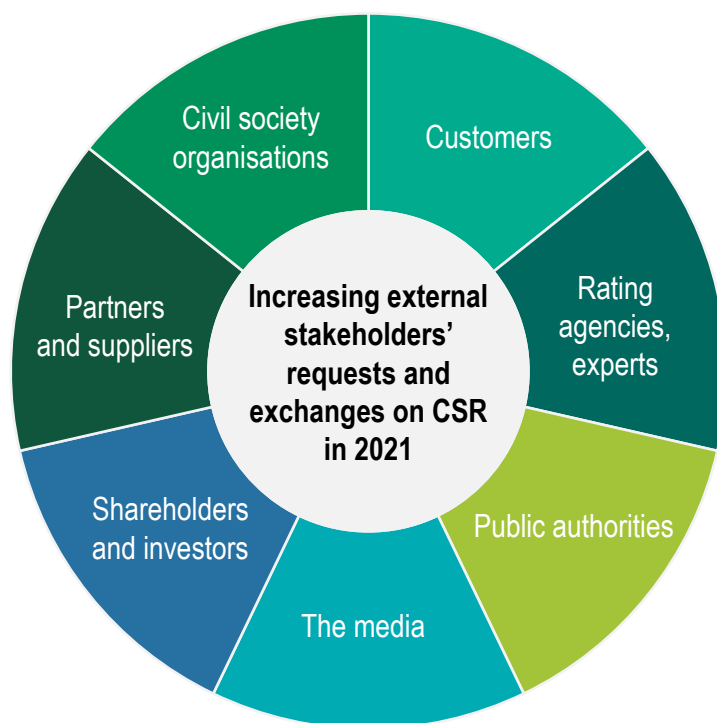 Civil society
organisations
Customers
Rating
agencies,
experts
Public authorities
The media
Shareholders
and investors
Partners
and suppliers
Increasing external
stakeholders’
requests and
exchanges on CSR
in 2021